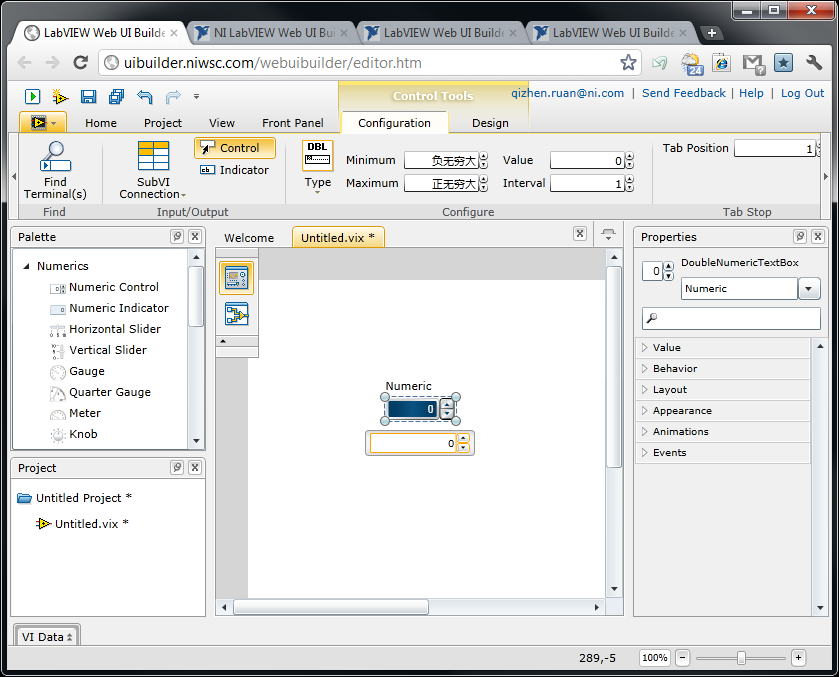 LabVIEW Web UI Builde
NI LabVIEW Web UI Bui
LabVIEW Web UI Builde
LabVIEW Web UI Builde
uibuilder.niwsc.com/webuibuilder/editor.htm
24
Control Tools
qizhen.ruan@ni.com | Send Feedback | Help | Log Out
Home Project View Front Panel Configuration Design
Find
Terminal(s)
Find
SubVI
Connection
Control
Indicator
Input/Output
DBL
Type
Minimum 负无穷大
Maximum 正无穷大
Value 0
Interval 1
Configure
Tab Position 1
Tab Stop
Palette
Numerics
Numeric Control
Numeric Indicator
Horizontal Slider
Vertical Slider
Gauge
Quarter Gauge
Meter
Knob
Project
Untitled Project *
Untitled.vix *
VI Data
Welcome Untitled.vix *
Numeric
0
0
Properties
0
DoubleNumericTextBox
Numeric
Value
Behavior
Layout
Appearance
Animations
Events
289,-5 100%